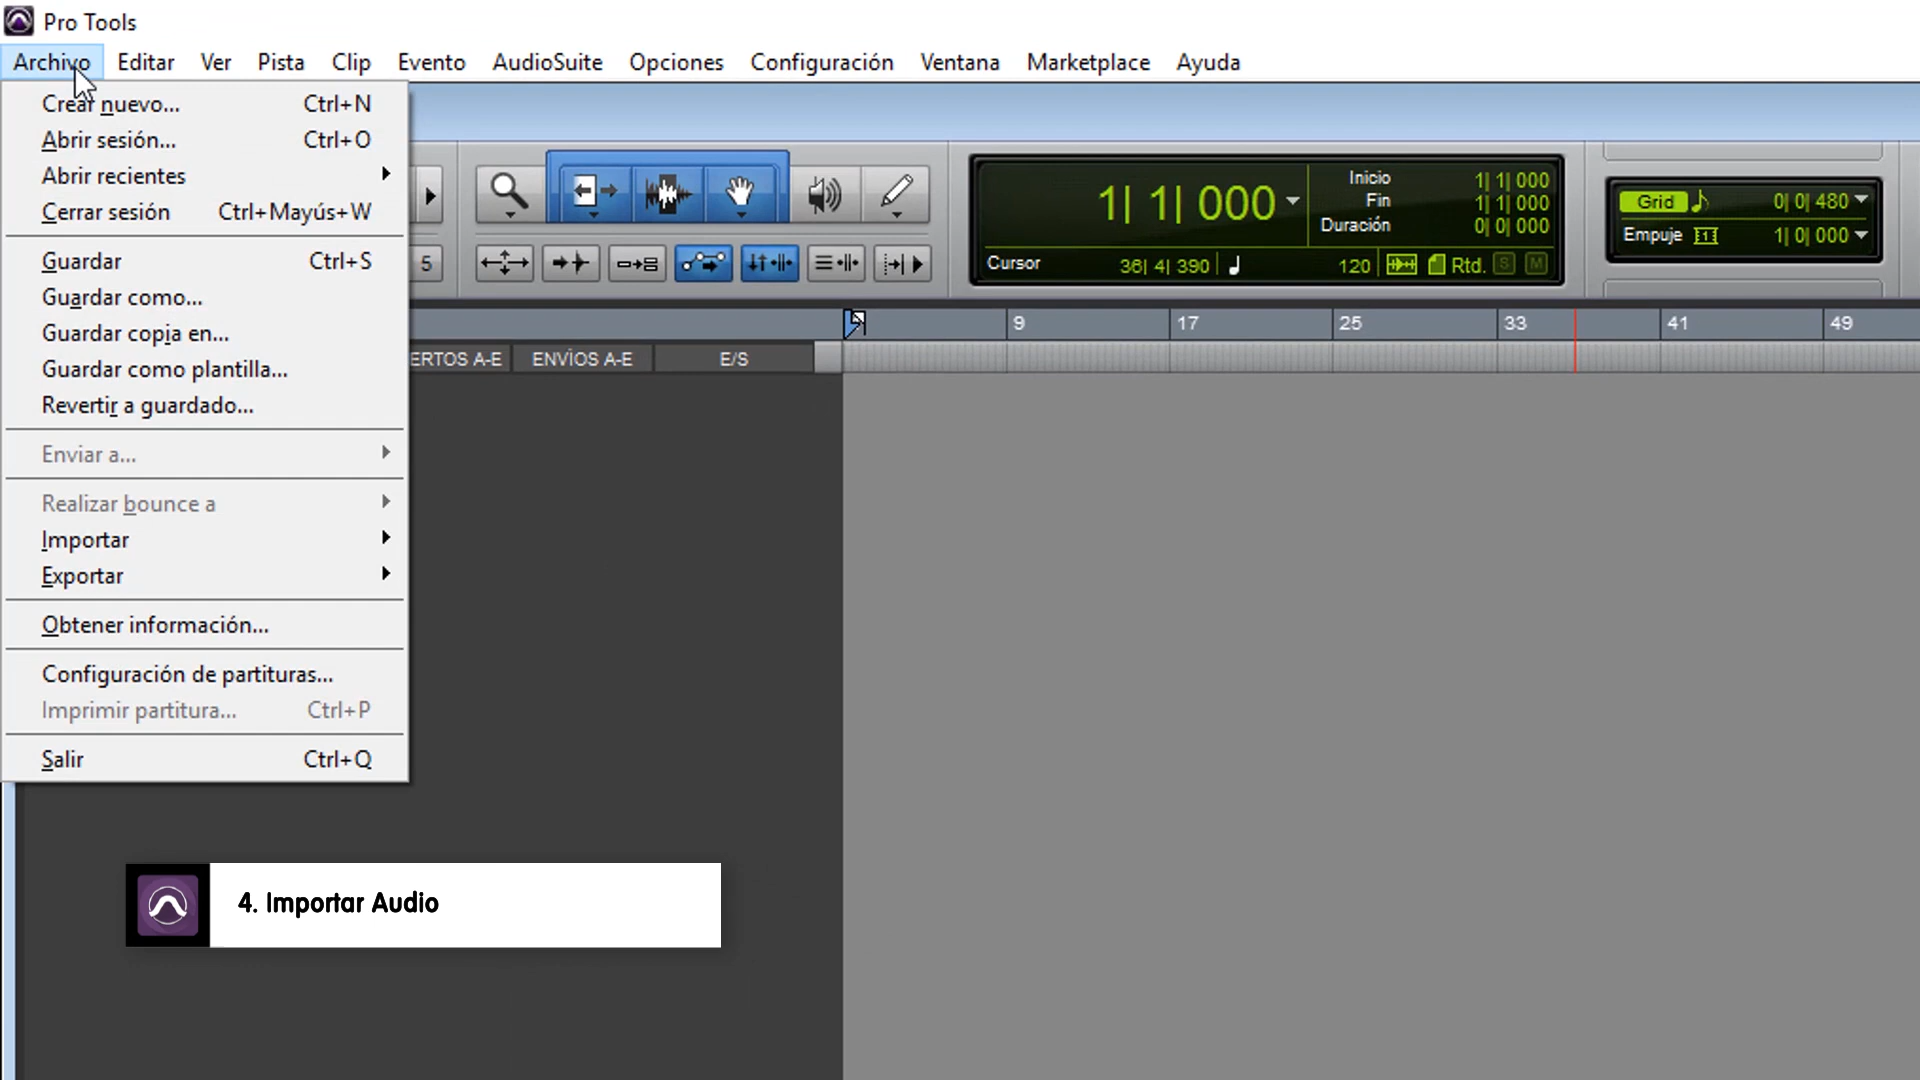 Pro Tools
Archivo Editar Ver Pista Clip Evento AudioSuite Opciones Configuración Ventana Marketplace Ayuda
Crear nuevo... Ctrl+N
Abrir sesión... Ctrl+O
Abrir recientes
Cerrar sesión Ctrl+Mayús+W
Guardar Ctrl+S
Guardar como...
Guardar copia en...
Guardar como plantilla...
Revertir a guardado...
Enviar a...
Realizar bounce a
Importar
Exportar
Obtener información...
Configuración de partituras...
Imprimir partitura... Ctrl+P
Salir Ctrl+Q
5
1| 1| 000
Inicio 1| 1| 000
Fin 1| 1| 000
Duración 0| 0| 000
Cursor 36| 4| 390 120 Rtd. S M
Grid 0| 0| 480
Empuje 1| 0| 000
9 17 25 33 41 49
ERTOS A-E ENVÍOS A-E E/S
4. Importar Audio